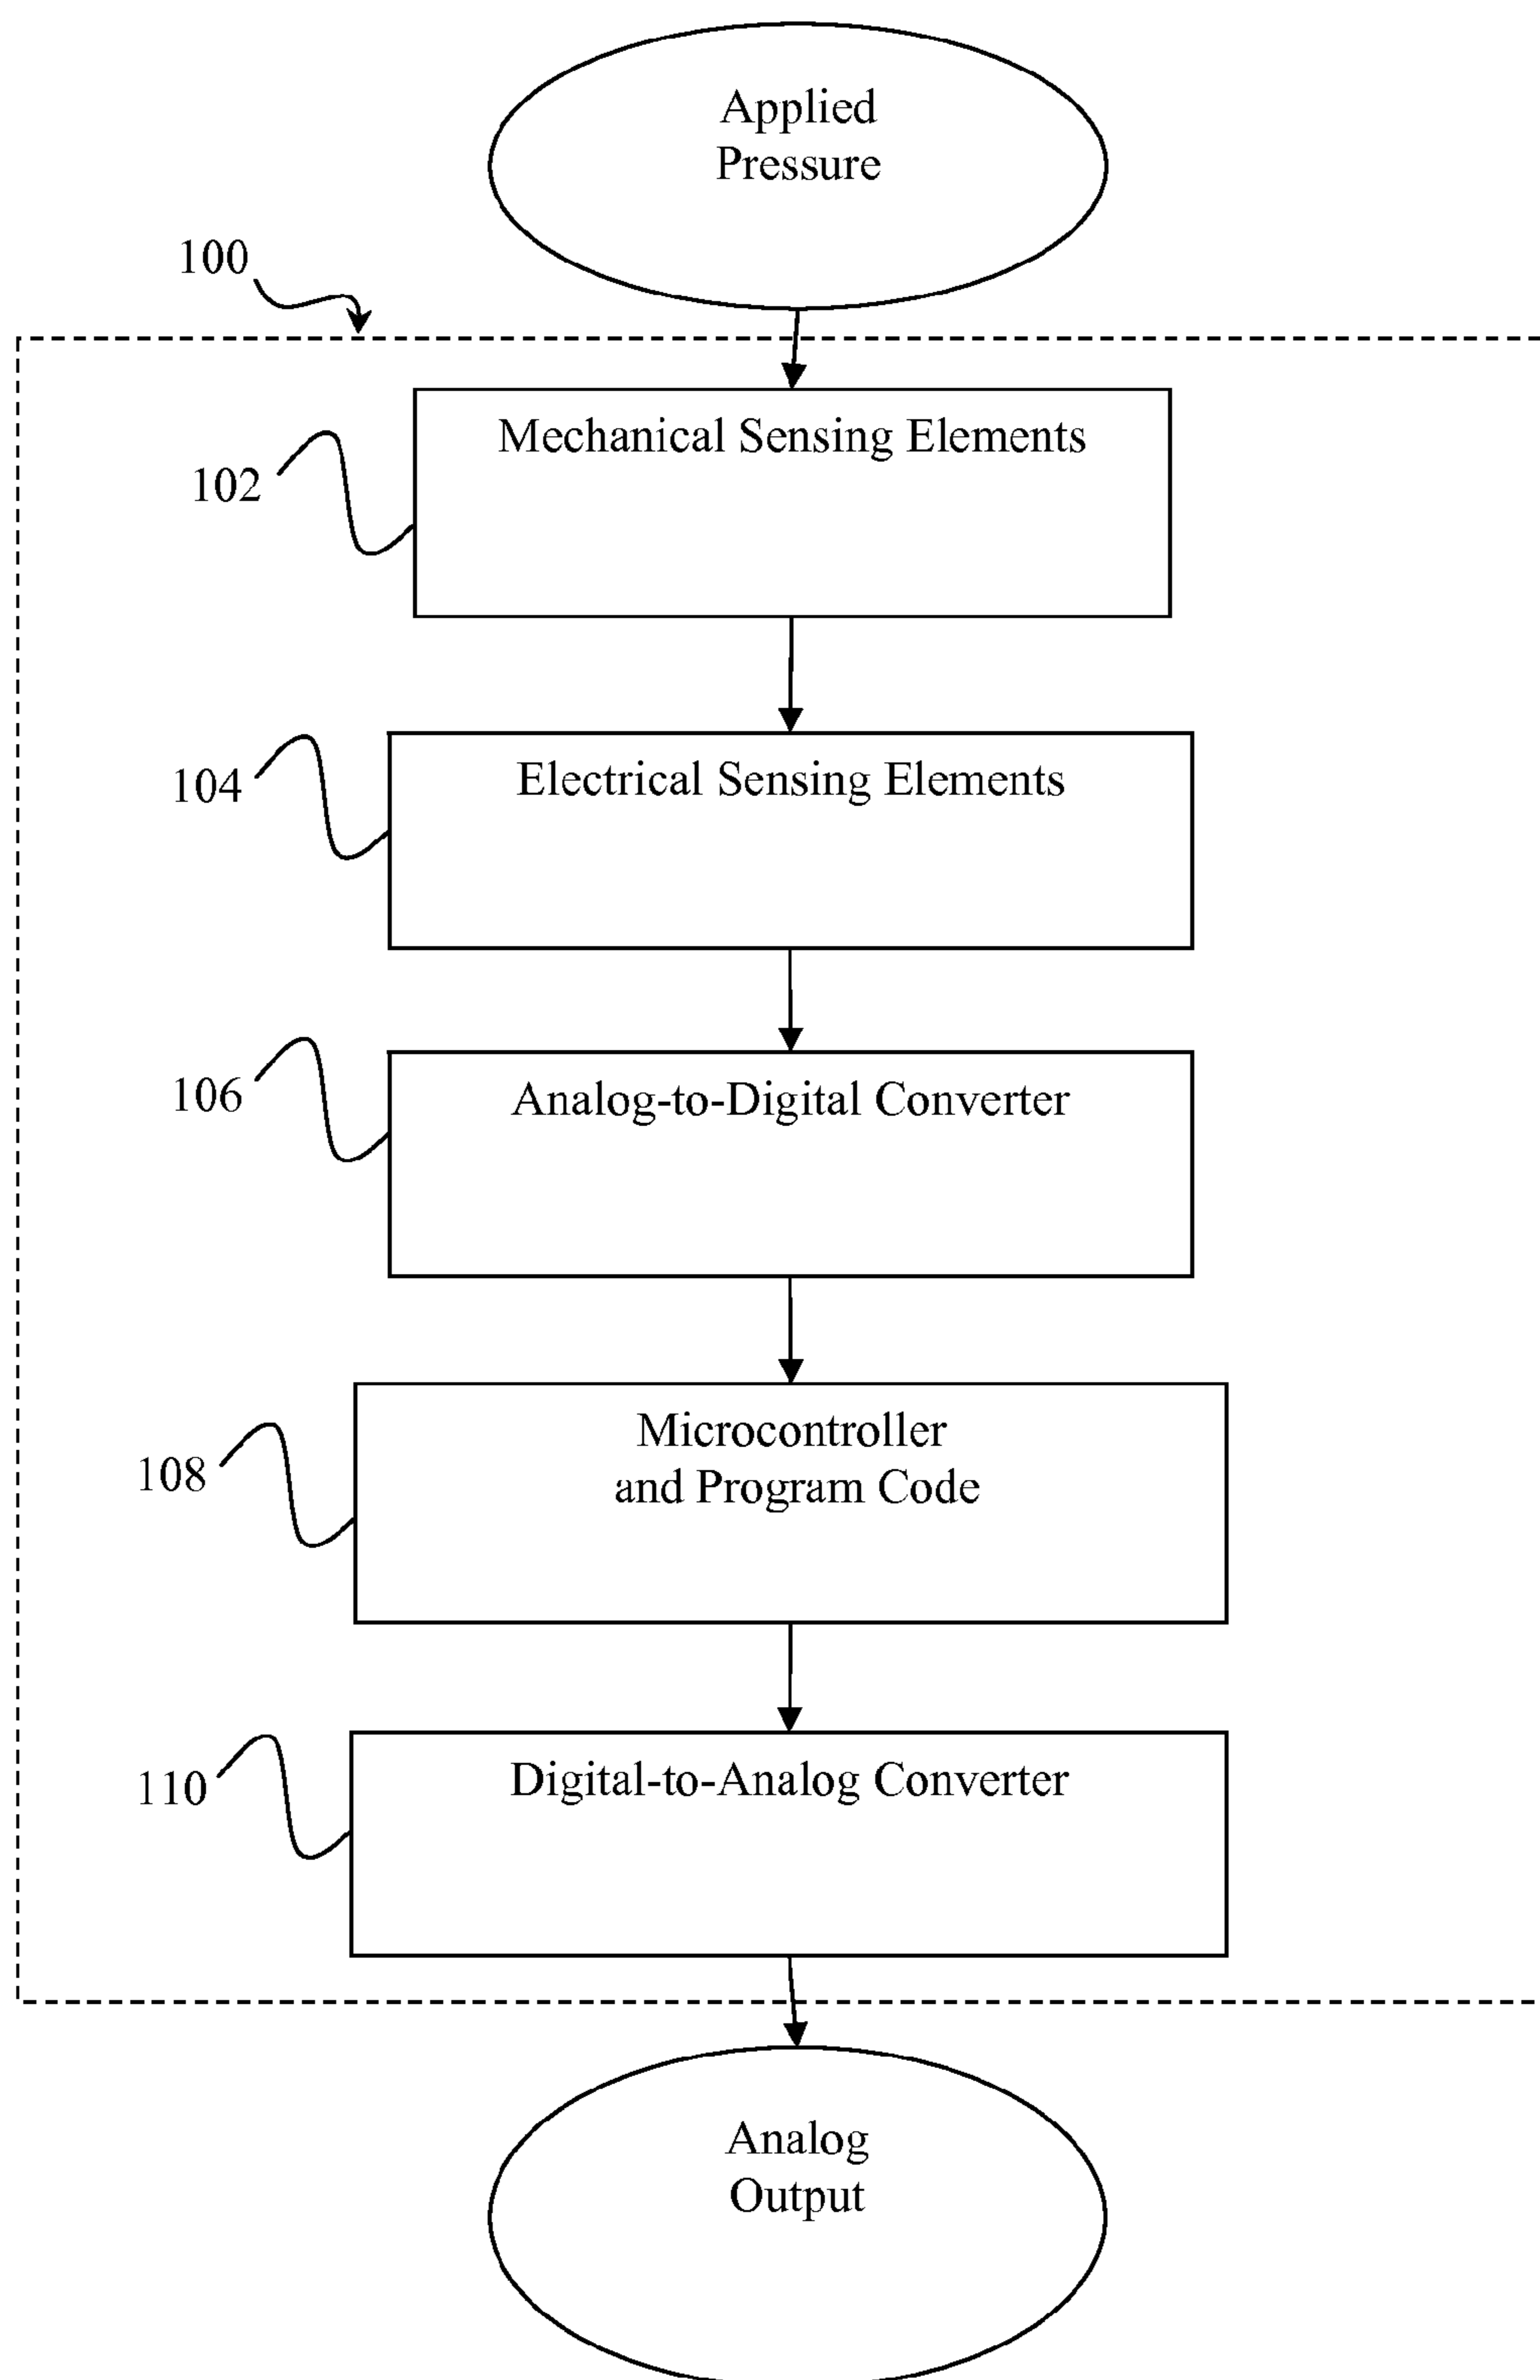 Applied
Pressure
100
Mechanical Sensing Elements
102
Electrical Sensing Elements
104
Analog-to-Digital Converter
106
Microcontroller
and Program Code
108
Digital-to-Analog Converter
110
Analog
Output